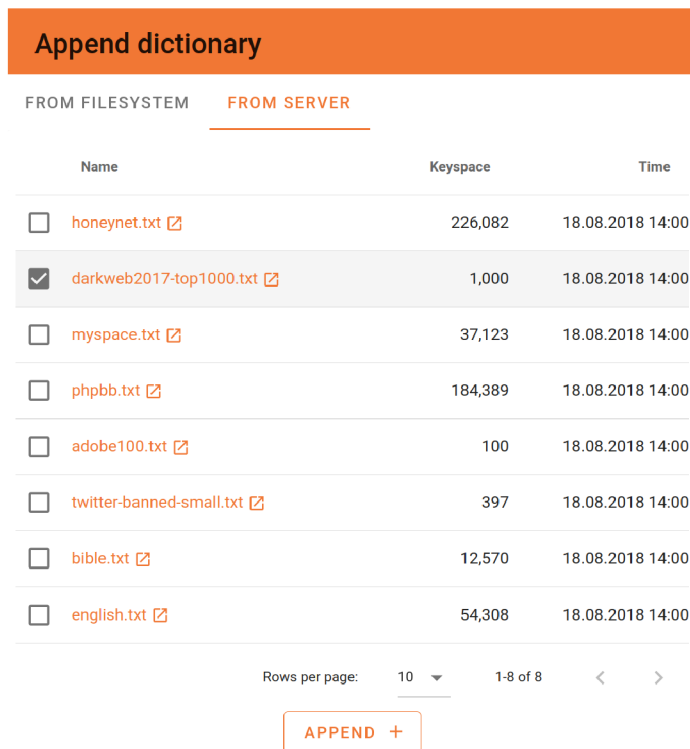 Append dictionary
FROM FILESYSTEM FROM SERVER
Name Keyspace Time
honeynet.txt 226,082 18.08.2018 14:00
darkweb2017-top1000.txt 1,000 18.08.2018 14:00
myspace.txt 37,123 18.08.2018 14:00
phpbb.txt 184,389 18.08.2018 14:00
adobe100.txt 100 18.08.2018 14:00
twitter-banned-small.txt 397 18.08.2018 14:00
bible.txt 12,570 18.08.2018 14:00
english.txt 54,308 18.08.2018 14:00
Rows per page: 10 1-8 of 8
APPEND +